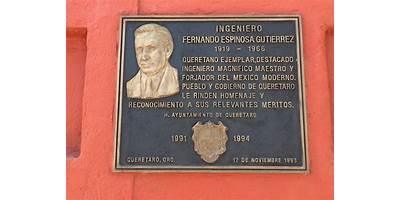 INGENIERO
FERNANDO ESPINOSA GUTIERREZ
1919 - 1966
QUERETANO EJEMPLAR, DESTACADO
INGENIERO MAGNIFICO MAESTRO Y
FORJADOR DEL MEXICO MODERNO.
PUEBLO Y GOBIERNO DE QUERETARO
LE RINDEN HOMENAJE Y
RECONOCIMIENTO A SUS RELEVANTES MERITOS.
H. AYUNTAMIENTO DE QUERETARO
1991 1994
QUERETARO, QRO. 17 DE NOVIEMBRE 1993